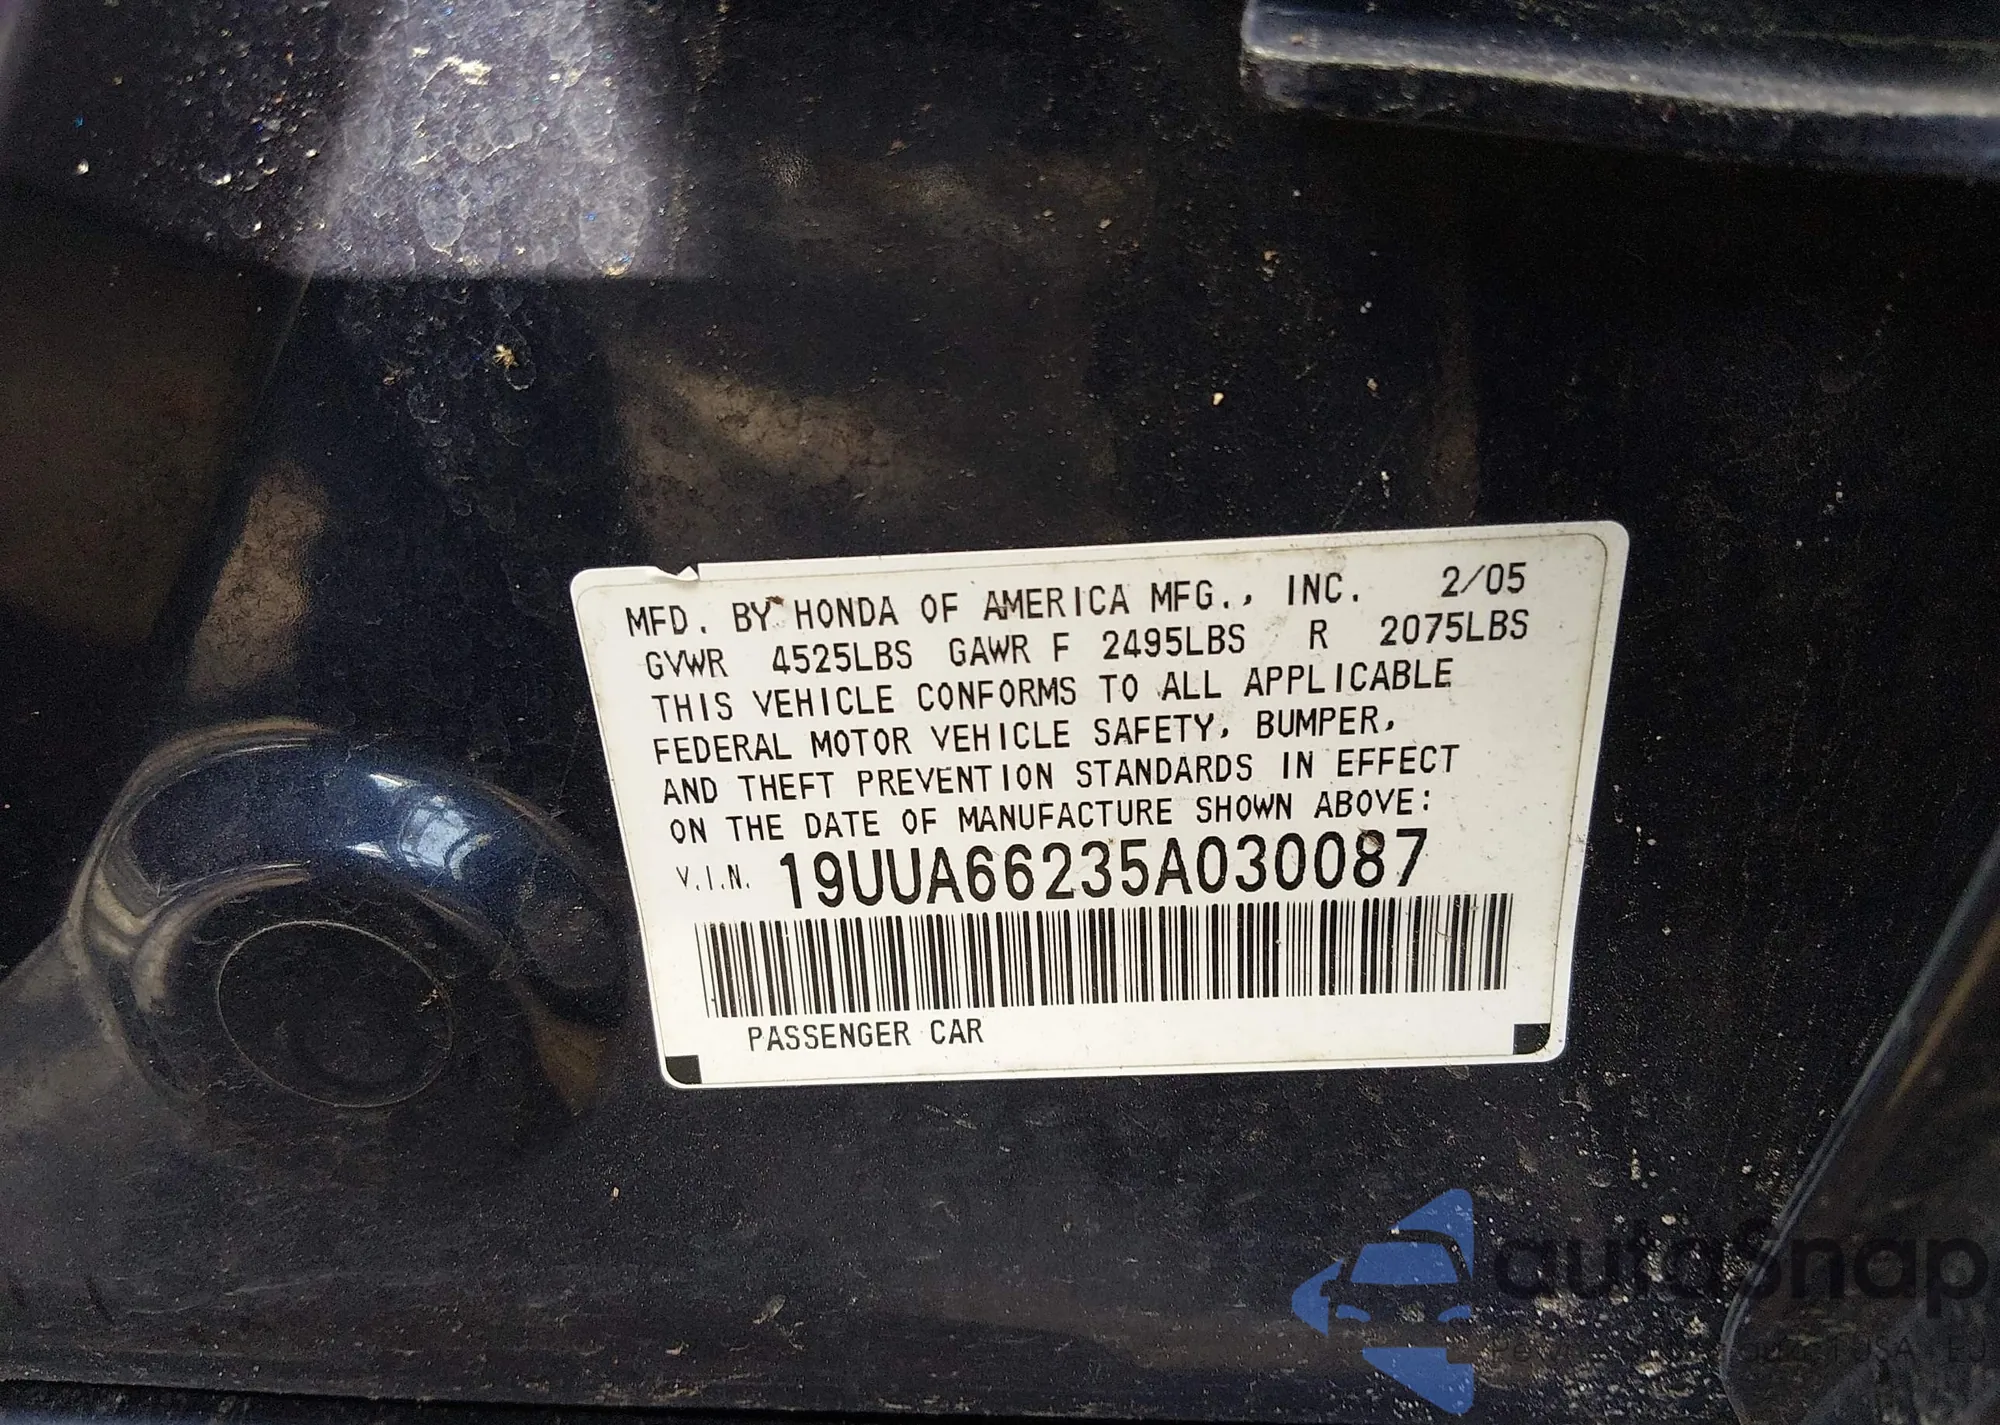 MFD. BY HONDA OF AMERICA MFG., INC. 2/05
GVWR 4525LBS GAWR F 2495LBS R 2075LBS
THIS VEHICLE CONFORMS TO ALL APPLICABLE
FEDERAL MOTOR VEHICLE SAFETY, BUMPER,
AND THEFT PREVENTION STANDARDS IN EFFECT
ON THE DATE OF MANUFACTURE SHOWN ABOVE:
V.I.N. 19UUA66235A030087
PASSENGER CAR
autoSnap
USA